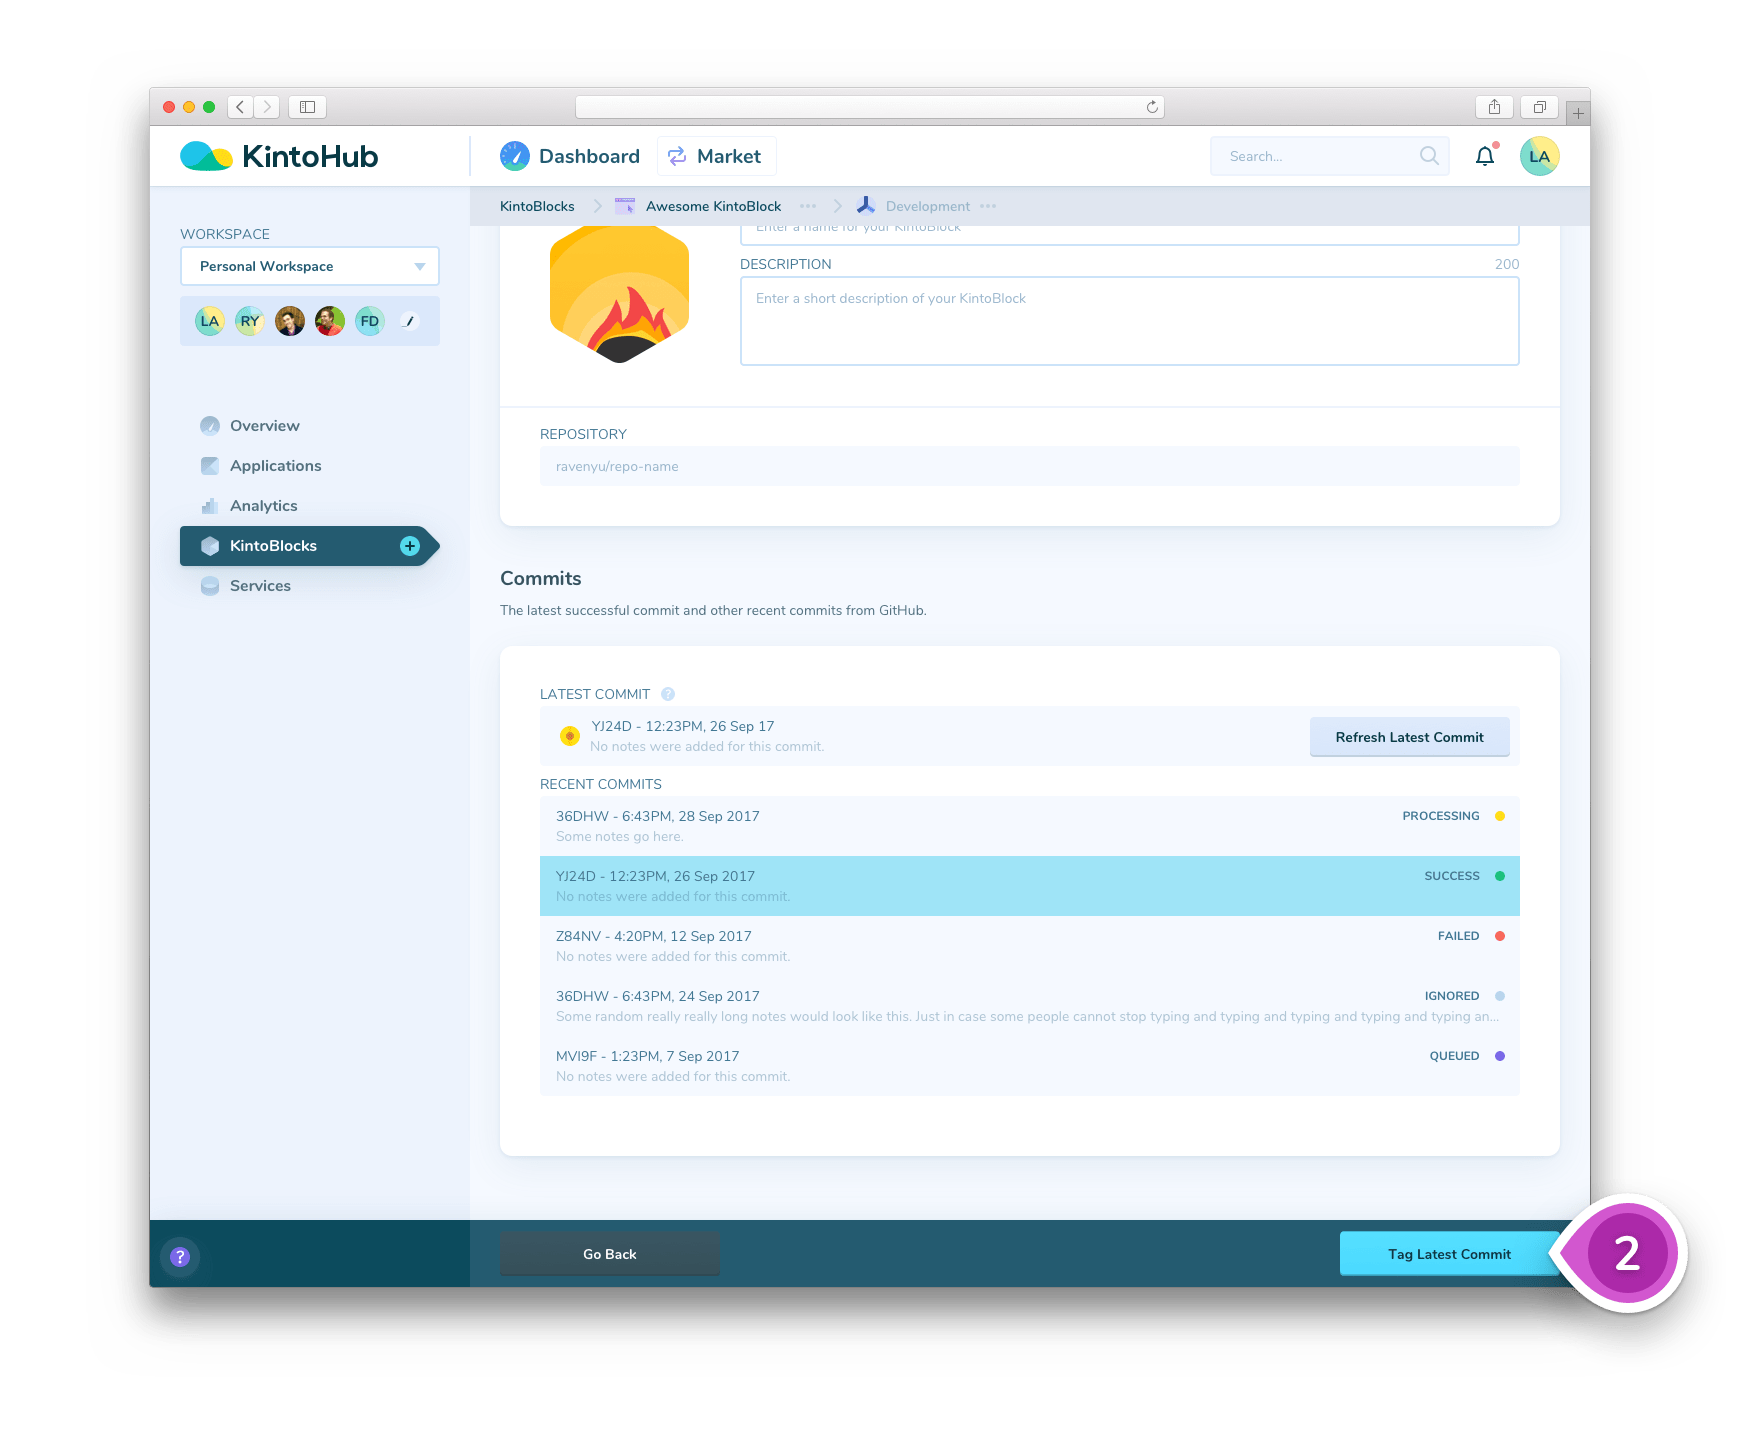 KintoHub
Dashboard
Market
Search...
LA
KintoBlocks
Awesome KintoBlock
Development
WORKSPACE
Personal Workspace
LA
RY
FD
Overview
Applications
Analytics
KintoBlocks
Services
Enter a name for your KintoBlock
DESCRIPTION
200
Enter a short description of your KintoBlock
REPOSITORY
ravenyu/repo-name
Commits
The latest successful commit and other recent commits from GitHub.
LATEST COMMIT ?
YJ24D - 12:23PM, 26 Sep 17
No notes were added for this commit.
Refresh Latest Commit
RECENT COMMITS
36DHW - 6:43PM, 28 Sep 2017
PROCESSING
Some notes go here.
YJ24D - 12:23PM, 26 Sep 2017
SUCCESS
No notes were added for this commit.
Z84NV - 4:20PM, 12 Sep 2017
FAILED
No notes were added for this commit.
36DHW - 6:43PM, 24 Sep 2017
IGNORED
Some random really really long notes would look like this. Just in case some people cannot stop typing and typing and typing and typing and typing an...
MVI9F - 1:23PM, 7 Sep 2017
QUEUED
No notes were added for this commit.
?
Go Back
Tag Latest Commit
2